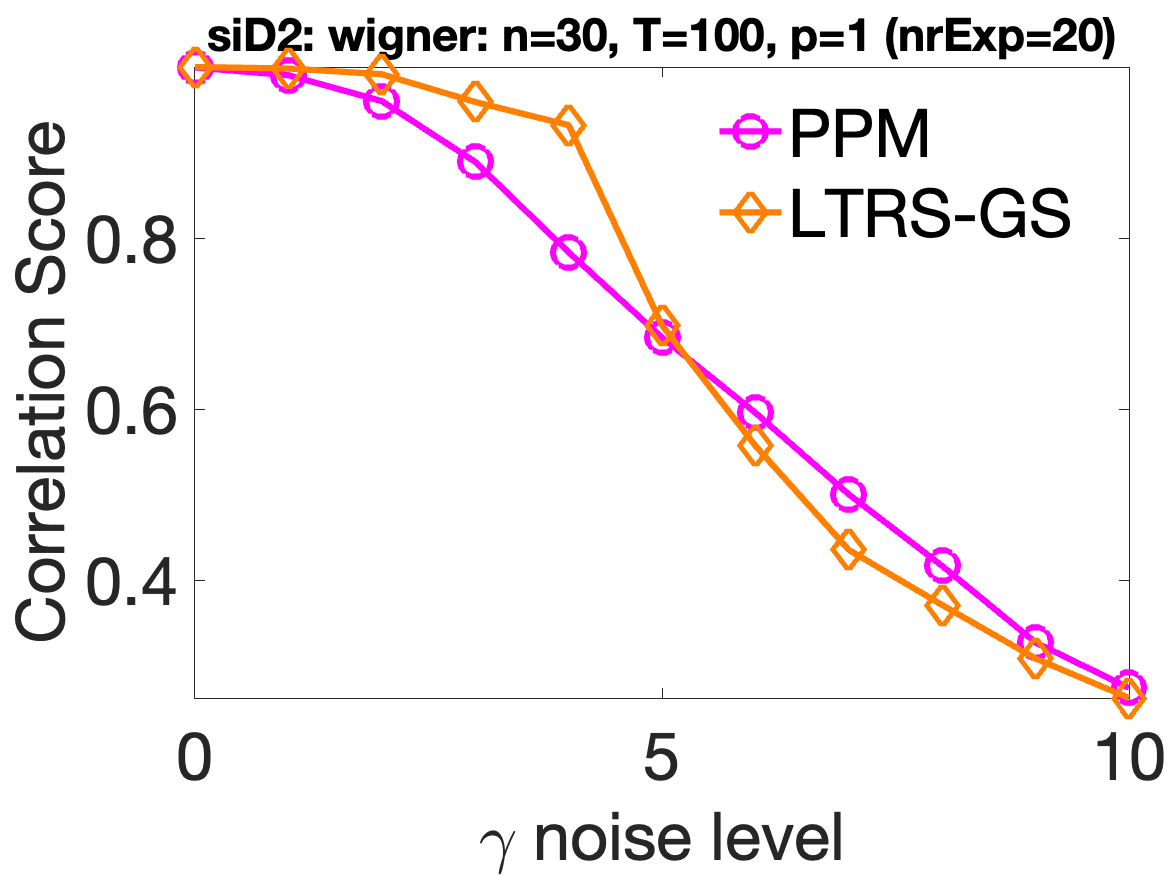 siD2: wigner: n=30, T=100, p=1 (nrExp=20)
PPM
LTRS-GS
Correlation Score
0.8
0.6
0.4
0
5
10
γ noise level